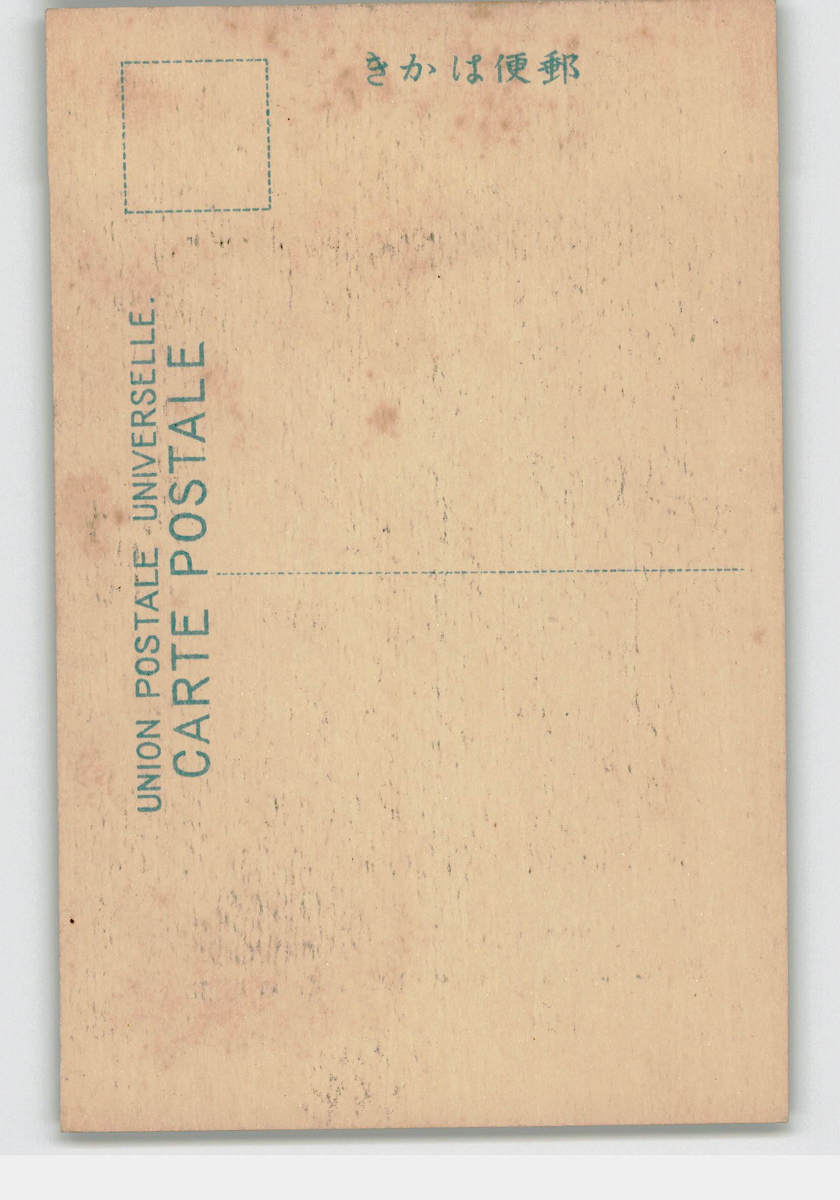 郵便はかき
UNION POSTALE UNIVERSELLE.
CARTE POSTALE